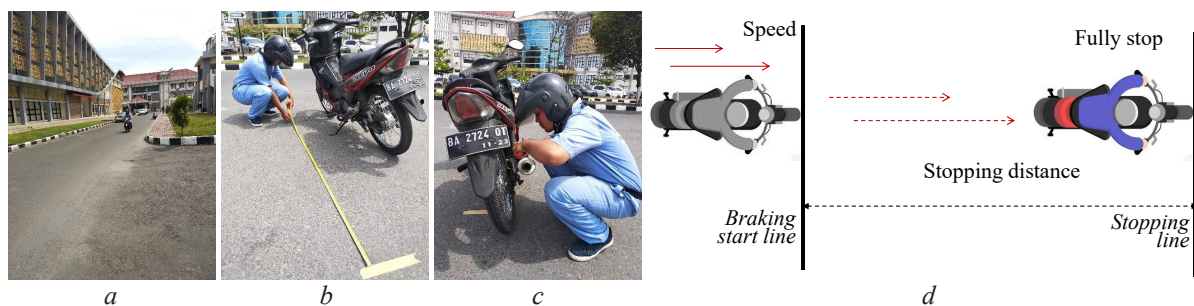 BA 2724 OT
11-23
Speed
Fully stop
Stopping distance
Braking
start line
Stopping
line
a
b
c
d